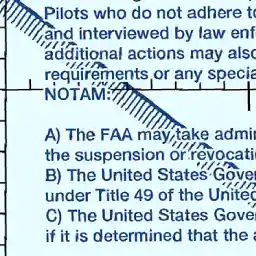 Pilots who do not adhere to
and interviewed by law enf
additional actions may also
requirements or any specia
NOTAM:
A) The FAA may take admin
the suspension or revocati
B) The United States Gover
under Title 49 of the United
C) The United States Gove
if it is determined that the a